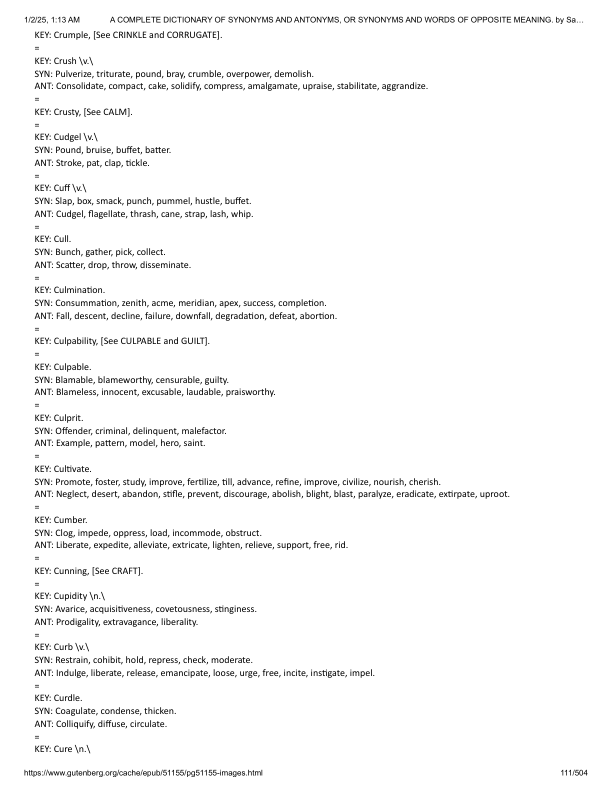 1/2/25, 1:13 AM A COMPLETE DICTIONARY OF SYNONYMS AND ANTONYMS, OR SYNONYMS AND WORDS OF OPPOSITE MEANING. by Sa…
KEY: Crumple, [See CRINKLE and CORRUGATE].
=
KEY: Crush \v.\
SYN: Pulverize, triturate, pound, bray, crumble, overpower, demolish.
ANT: Consolidate, compact, cake, solidify, compress, amalgamate, upraise, stabilitate, aggrandize.
=
KEY: Crusty, [See CALM].
=
KEY: Cudgel \v.\
SYN: Pound, bruise, buffet, batter.
ANT: Stroke, pat, clap, tickle.
=
KEY: Cuff \v.\
SYN: Slap, box, smack, punch, pummel, hustle, buffet.
ANT: Cudgel, flagellate, thrash, cane, strap, lash, whip.
=
KEY: Cull.
SYN: Bunch, gather, pick, collect.
ANT: Scatter, drop, throw, disseminate.
=
KEY: Culmination.
SYN: Consummation, zenith, acme, meridian, apex, success, completion.
ANT: Fall, descent, decline, failure, downfall, degradation, defeat, abortion.
=
KEY: Culpability, [See CULPABLE and GUILT].
=
KEY: Culpable.
SYN: Blamable, blameworthy, censurable, guilty.
ANT: Blameless, innocent, excusable, laudable, praisworthy.
=
KEY: Culprit.
SYN: Offender, criminal, delinquent, malefactor.
ANT: Example, pattern, model, hero, saint.
=
KEY: Cultivate.
SYN: Promote, foster, study, improve, fertilize, till, advance, refine, improve, civilize, nourish, cherish.
ANT: Neglect, desert, abandon, stifle, prevent, discourage, abolish, blight, blast, paralyze, eradicate, extirpate, uproot.
=
KEY: Cumber.
SYN: Clog, impede, oppress, load, incommode, obstruct.
ANT: Liberate, expedite, alleviate, extricate, lighten, relieve, support, free, rid.
=
KEY: Cunning, [See CRAFT].
=
KEY: Cupidity \n.\
SYN: Avarice, acquisitiveness, covetousness, stinginess.
ANT: Prodigality, extravagance, liberality.
=
KEY: Curb \v.\
SYN: Restrain, cohibit, hold, repress, check, moderate.
ANT: Indulge, liberate, release, emancipate, loose, urge, free, incite, instigate, impel.
=
KEY: Curdle.
SYN: Coagulate, condense, thicken.
ANT: Colliquify, diffuse, circulate.
=
KEY: Cure \n.\
https://www.gutenberg.org/cache/epub/51155/pg51155-images.html 111/504